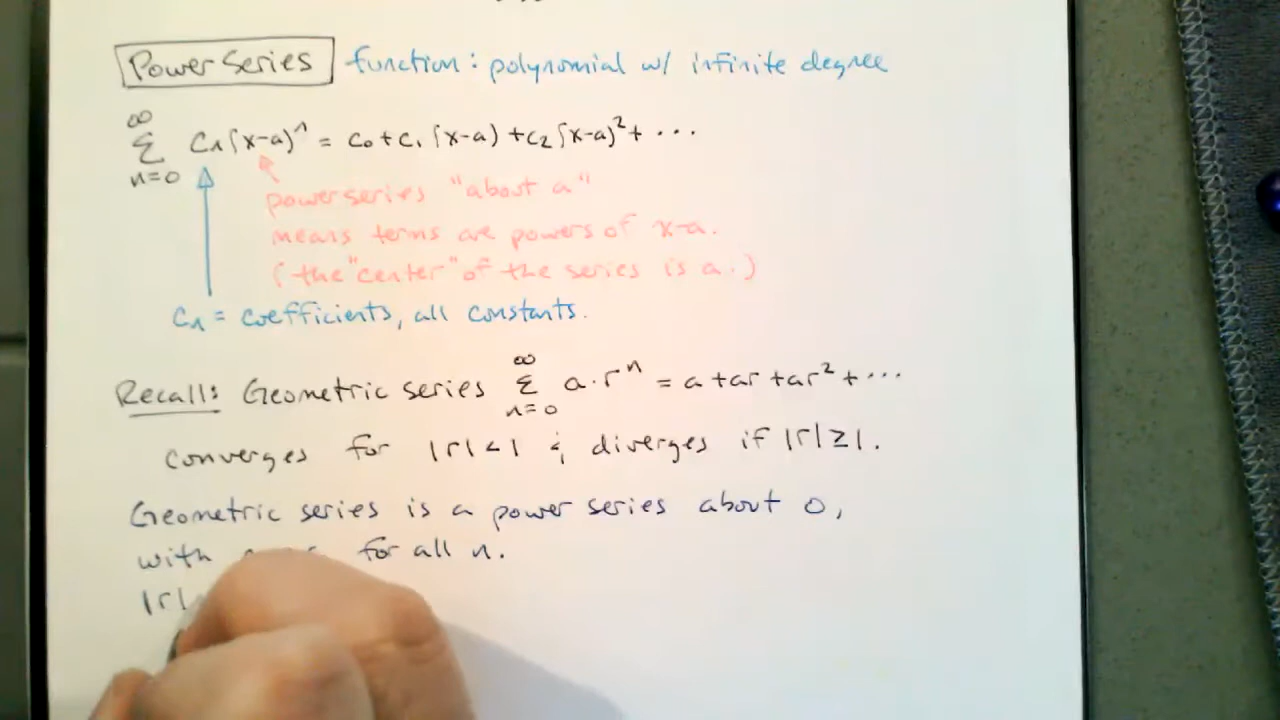 Power Series function: polynomial w/ infinite degree
∞
Σ cn(x-a)^n = c₀+c₁(x-a)+c₂(x-a)²+ ...
n=0
power series "about a"
means terms are powers of x-a.
(the "center" of the series is a.)
cn = coefficients, all constants.
∞
Recall: Geometric series Σ a·r^n = a+ar+ar²+...
n=0
converges for |r|<1 & diverges if |r|≥1.
Geometric series is a power series about 0,
with for all n.
|r|